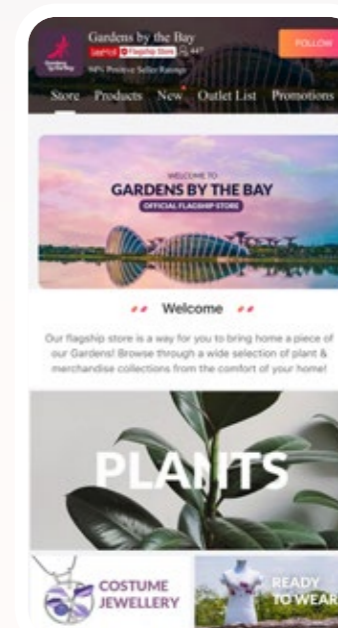 Gardens by the Bay
LazMall Flagship Store 447
FOLLOW
94% Positive Seller Ratings
Store Products New Outlet List Promotions
WELCOME TO
GARDENS BY THE BAY
OFFICIAL FLAGSHIP STORE
Welcome
Our flagship store is a way for you to bring home a piece of
our Gardens! Browse through a wide selection of plant &
merchandise collections from the comfort of your home!
PLANTS
COSTUME
JEWELLERY
READY
TO WEAR